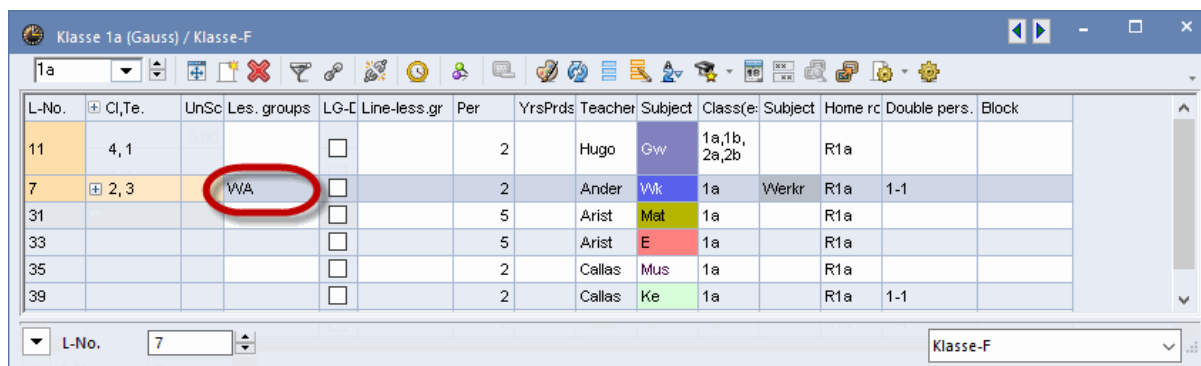 Klasse 1a (Gauss) / Klasse-F
1a
L-No. Cl,Te. UnSc Les. groups LG-D Line-less.gr Per YrsPrds Teacher Subject Class(e: Subject Home rc Double pers. Block
11 4, 1 2 Hugo Gw 1a,1b, R1a
2a,2b
7 2, 3 WA 2 Ander Wk 1a Werkr R1a 1-1
31 5 Arist Mat 1a R1a
33 5 Arist E 1a R1a
35 2 Callas Mus 1a R1a
39 2 Callas Ke 1a R1a 1-1
L-No. 7 Klasse-F